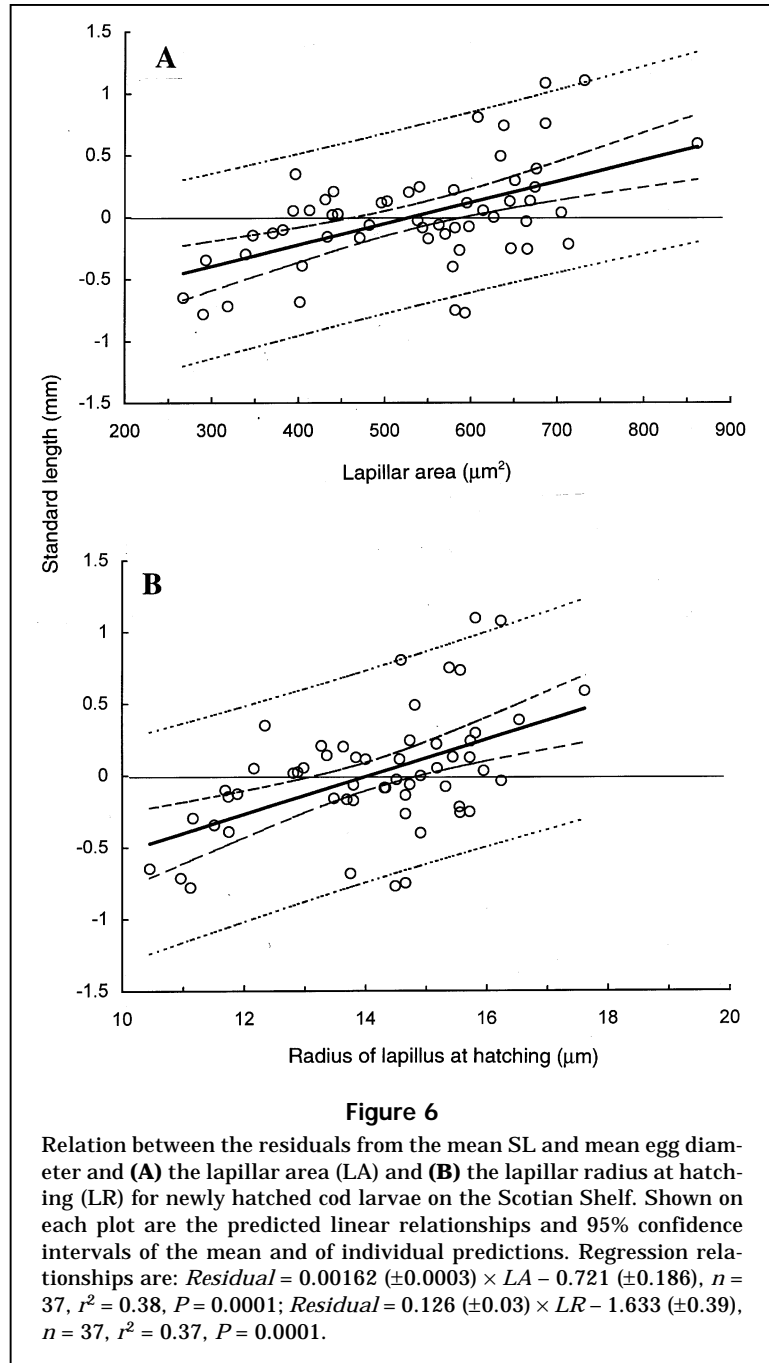 A
1.5
1
0.5
0
-0.5
-1
-1.5
200 300 400 500 600 700 800 900
Lapillar area (μm²)
Standard length (mm)
B
1.5
1
0.5
0
-0.5
-1
-1.5
10 12 14 16 18 20
Radius of lapillus at hatching (μm)
Figure 6
Relation between the residuals from the mean SL and mean egg diam-
eter and (A) the lapillar area (LA) and (B) the lapillar radius at hatch-
ing (LR) for newly hatched cod larvae on the Scotian Shelf. Shown on
each plot are the predicted linear relationships and 95% confidence
intervals of the mean and of individual predictions. Regression rela-
tionships are: Residual = 0.00162 (±0.0003) × LA – 0.721 (±0.186), n =
37, r² = 0.38, P = 0.0001; Residual = 0.126 (±0.03) × LR – 1.633 (±0.39),
n = 37, r² = 0.37, P = 0.0001.